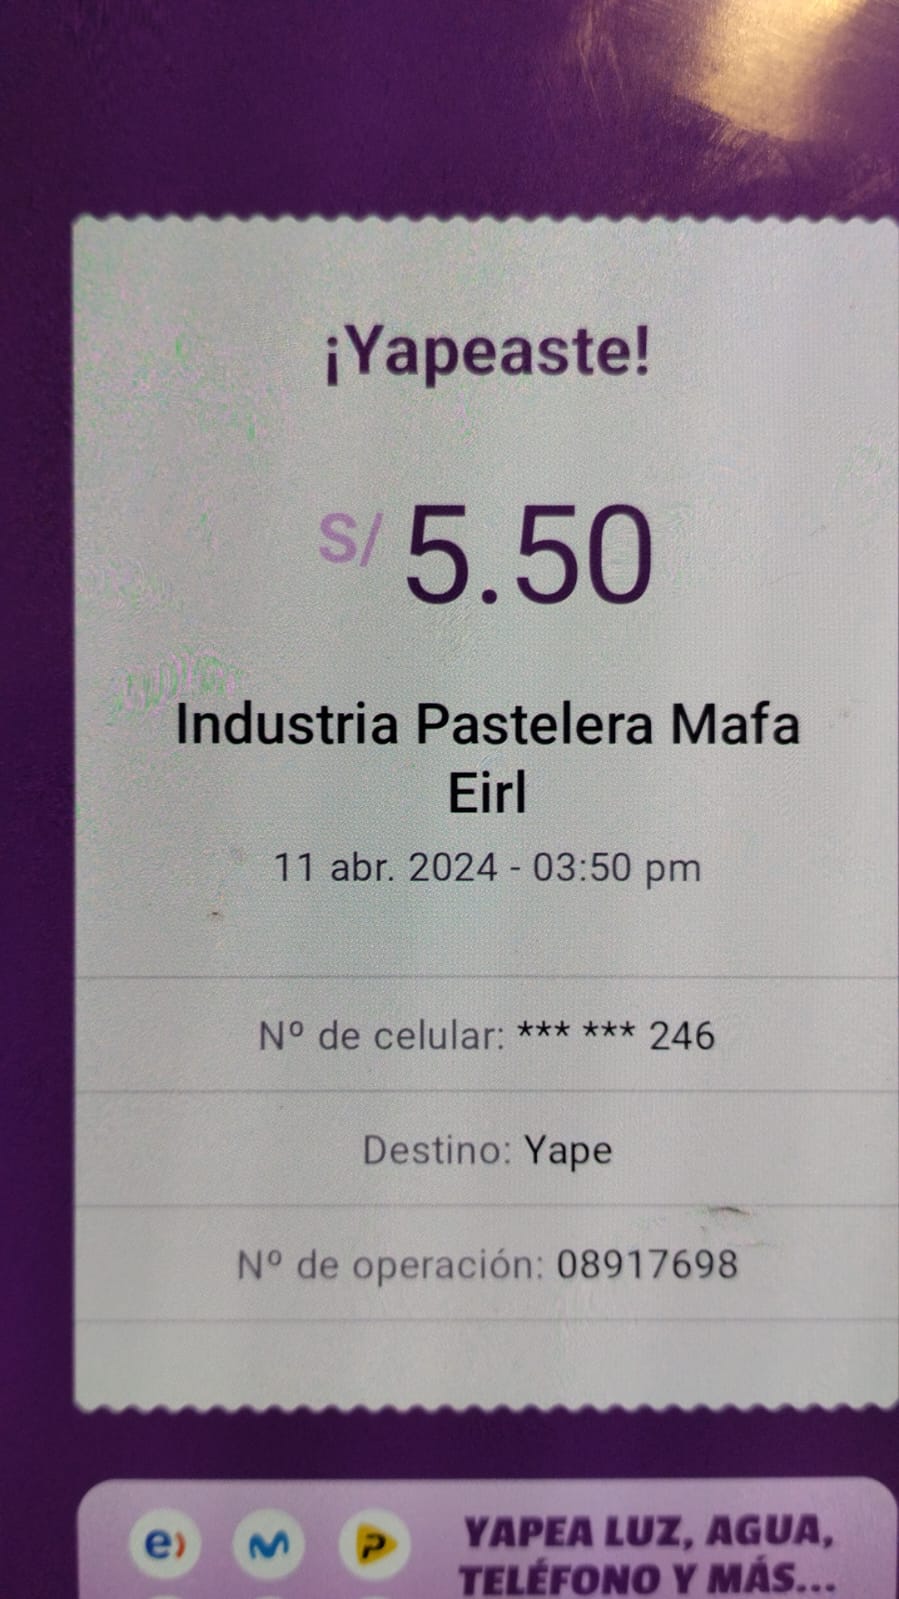 ¡Yapeaste!
S/ 5.50
Industria Pastelera Mafa
Eirl
11 abr. 2024 - 03:50 pm
Nº de celular: *** *** 246
Destino: Yape
Nº de operación: 08917698
e)
P
YAPEA LUZ, AGUA,
TELÉFONO Y MÁS...